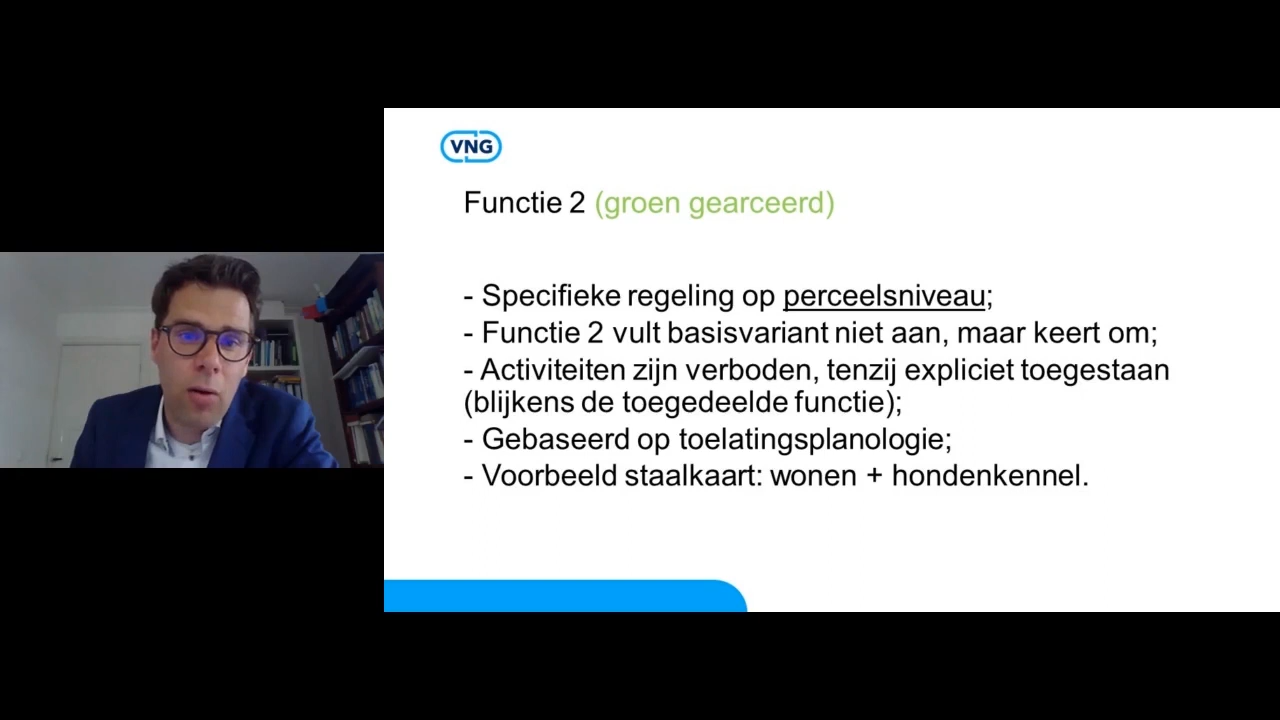 VNG
Functie 2 (groen gearceerd)
- Specifieke regeling op perceelsniveau;
- Functie 2 vult basisvariant niet aan, maar keert om;
- Activiteiten zijn verboden, tenzij expliciet toegestaan
(blijkens de toegedeelde functie);
- Gebaseerd op toelatingsplanologie;
- Voorbeeld staalkaart: wonen + hondenkennel.